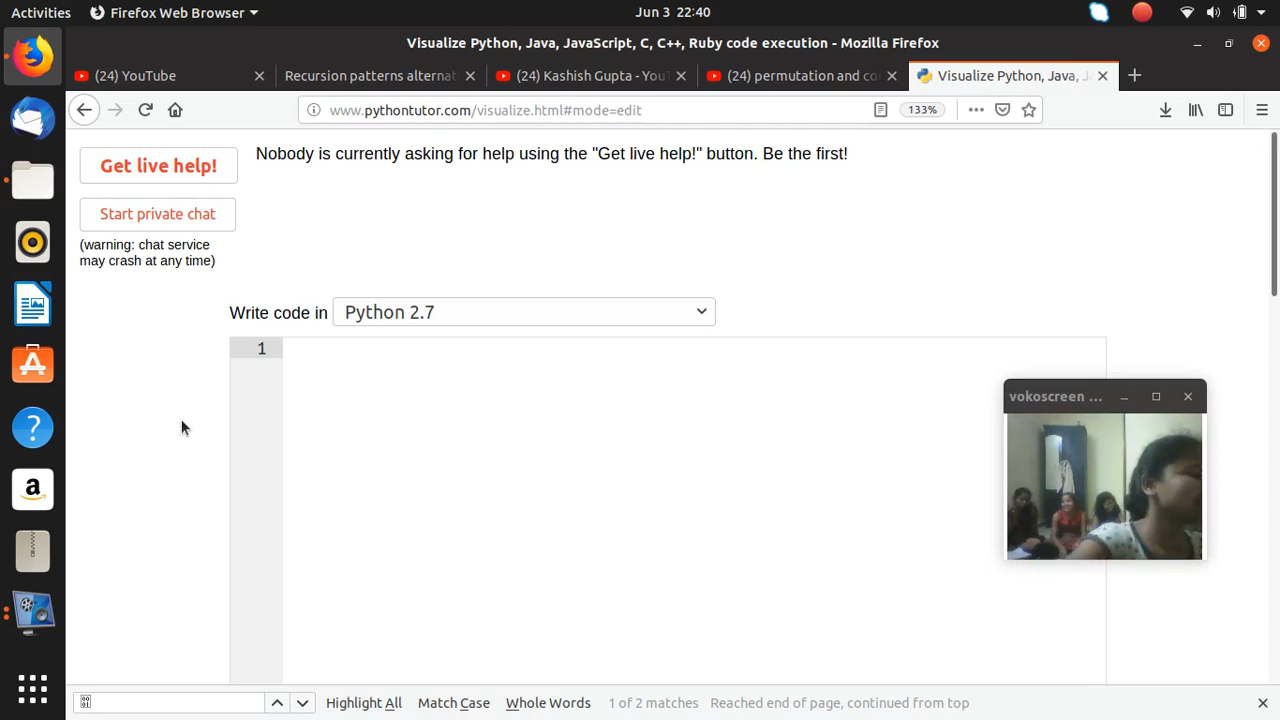 Activities
Firefox Web Browser
Jun 3 22:40
Visualize Python, Java, JavaScript, C, C++, Ruby code execution - Mozilla Firefox
(24) YouTube
Recursion patterns alternat
(24) Kashish Gupta - YouT
(24) permutation and co
Visualize Python, Java, J
www.pythontutor.com/visualize.html#mode=edit
133%
Get live help!
Nobody is currently asking for help using the "Get live help!" button. Be the first!
Start private chat
(warning: chat service
may crash at any time)
Write code in
Python 2.7
1
vokoscreen ...
Highlight All
Match Case
Whole Words
1 of 2 matches
Reached end of page, continued from top